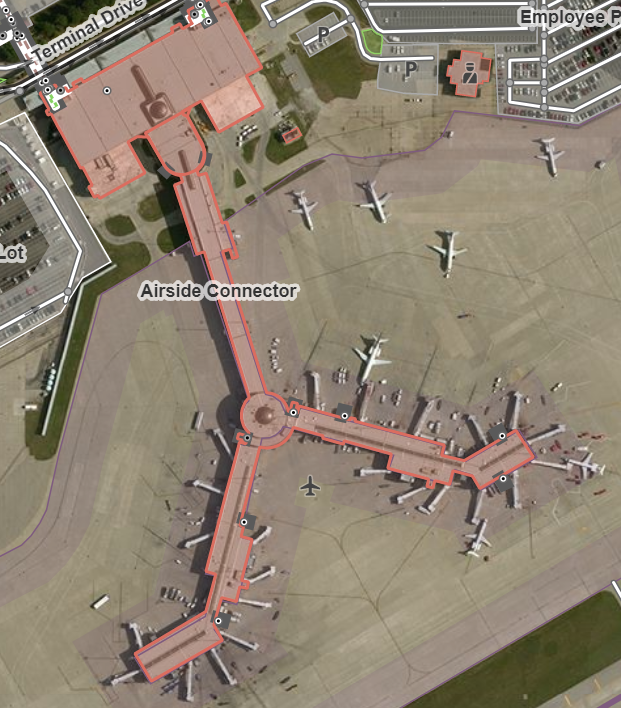 Terminal Drive
Employee P
P
P
Lot
Airside Connector